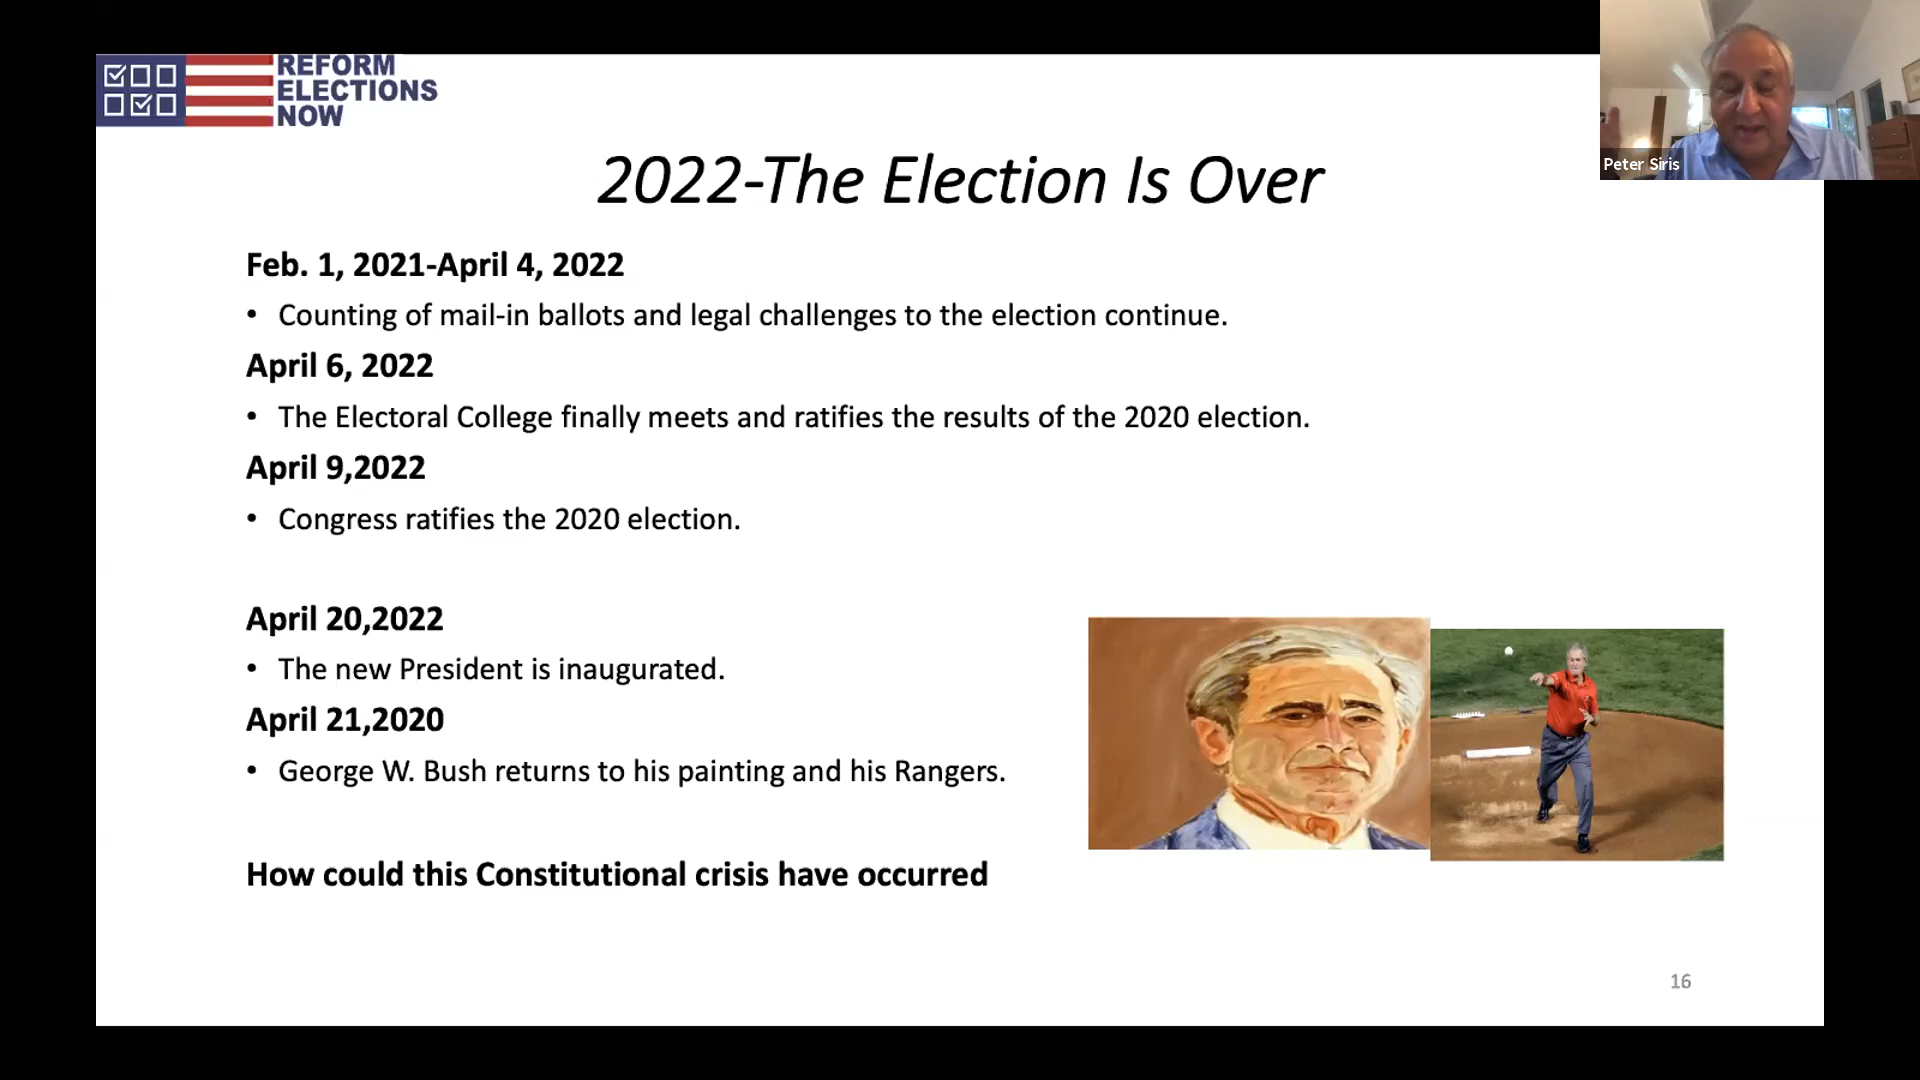 REFORM
ELECTIONS
NOW
Peter Siris
2022-The Election Is Over
Feb. 1, 2021-April 4, 2022
• Counting of mail-in ballots and legal challenges to the election continue.
April 6, 2022
• The Electoral College finally meets and ratifies the results of the 2020 election.
April 9,2022
• Congress ratifies the 2020 election.
April 20,2022
• The new President is inaugurated.
April 21,2020
• George W. Bush returns to his painting and his Rangers.
How could this Constitutional crisis have occurred
16